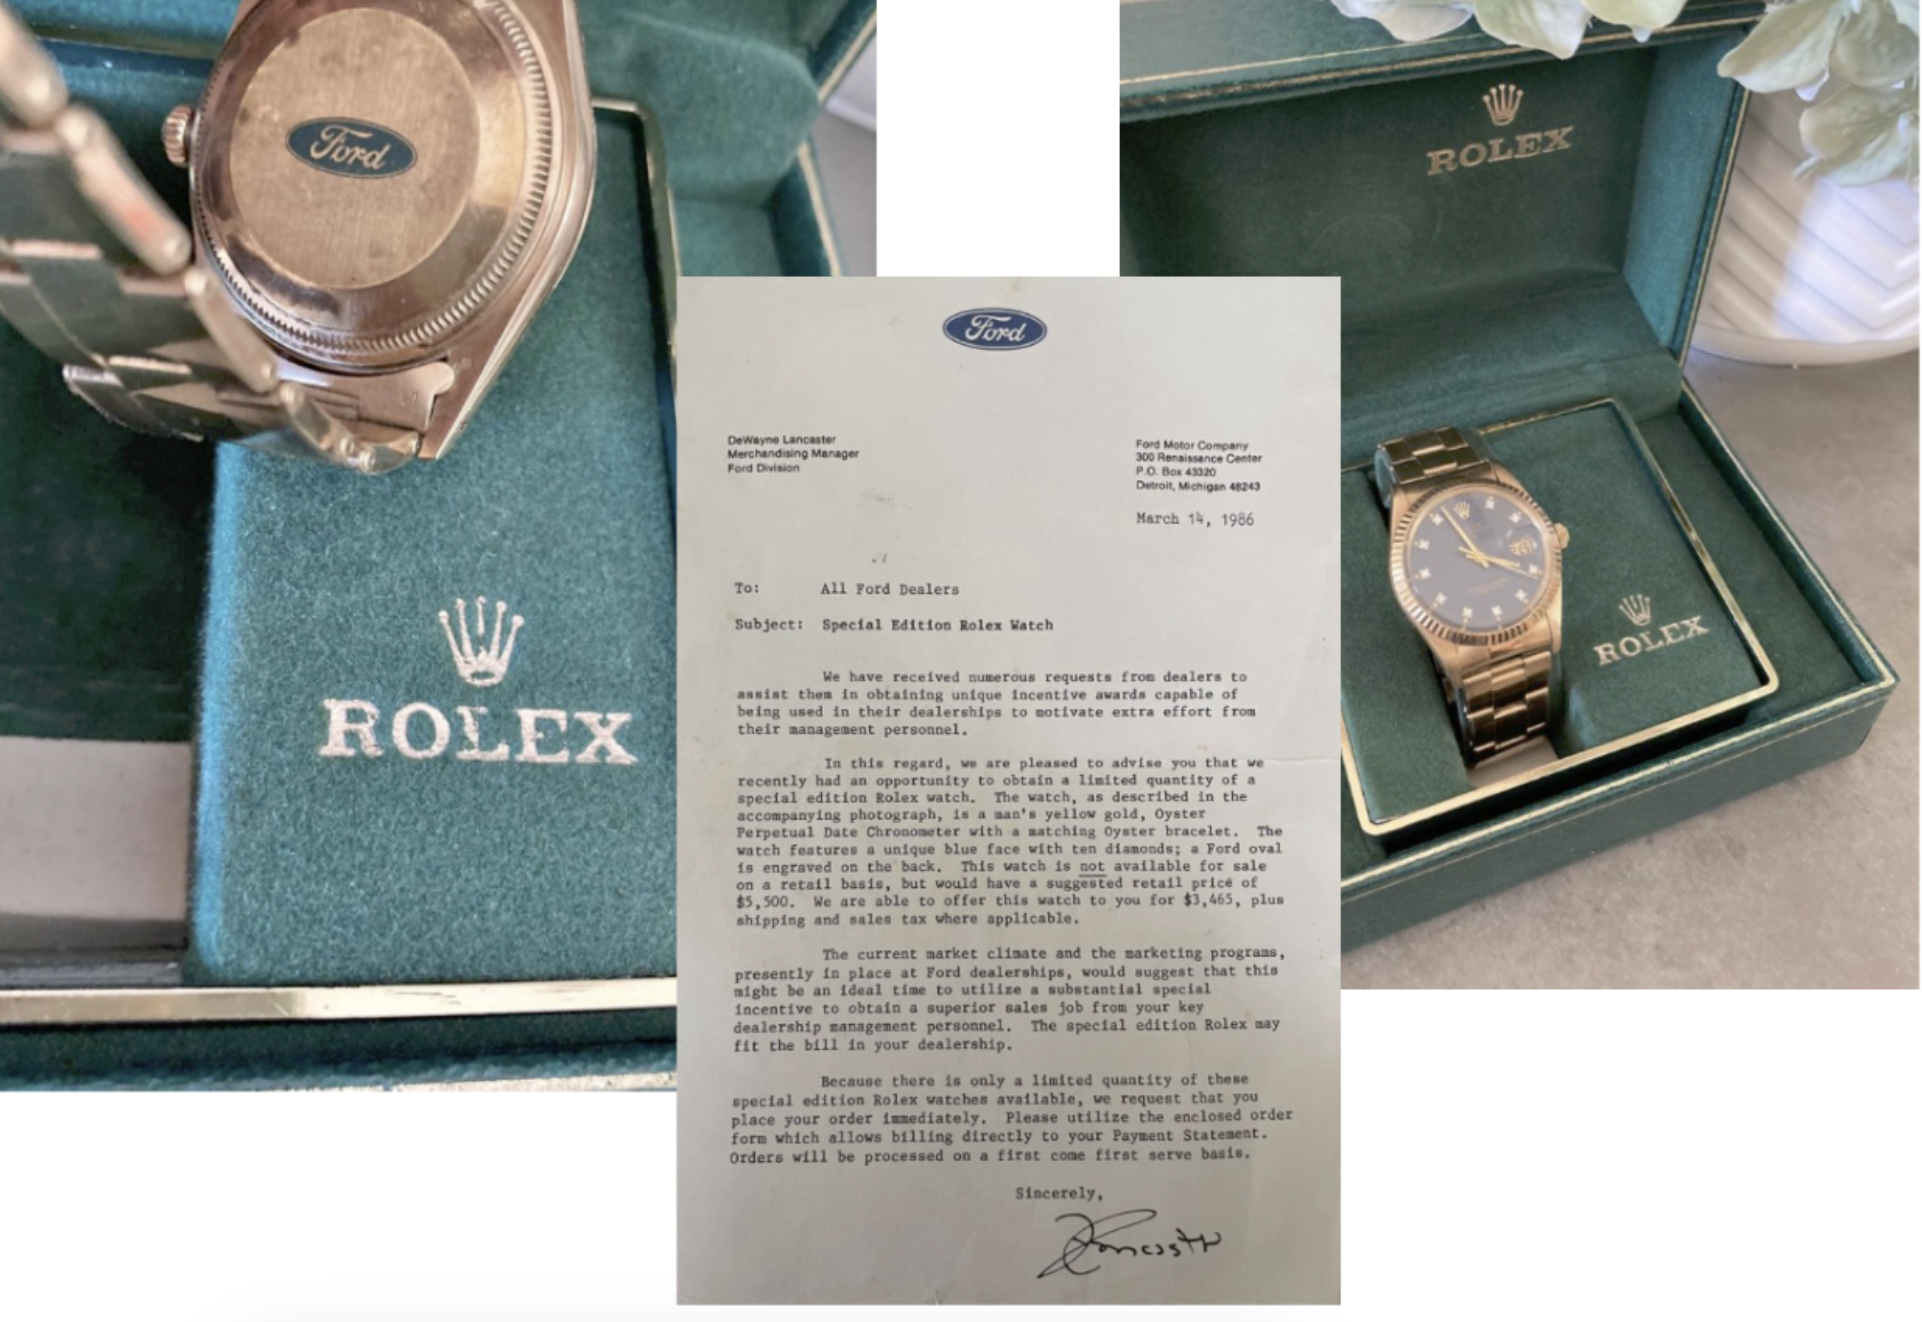 Ford
ROLEX
ROLEX
ROLEX
Ford
DeWayne Lancaster
Merchandising Manager
Ford Division
Ford Motor Company
300 Renaissance Center
P.O. Box 43320
Detroit, Michigan 48243
March 14, 1986
To: All Ford Dealers
Subject: Special Edition Rolex Watch
We have received numerous requests from dealers to
assist them in obtaining unique incentive awards capable of
being used in their dealerships to motivate extra effort from
their management personnel.
In this regard, we are pleased to advise you that we
recently had an opportunity to obtain a limited quantity of a
special edition Rolex watch. The watch, as described in the
accompanying photograph, is a man's yellow gold, Oyster
Perpetual Date Chronometer with a matching Oyster bracelet. The
watch features a unique blue face with ten diamonds; a Ford oval
is engraved on the back. This watch is not available for sale
on a retail basis, but would have a suggested retail price of
$5,500. We are able to offer this watch to you for $3,465, plus
shipping and sales tax where applicable.
The current market climate and the marketing programs,
presently in place at Ford dealerships, would suggest that this
might be an ideal time to utilize a substantial special
incentive to obtain a superior sales job from your key
dealership management personnel. The special edition Rolex may
fit the bill in your dealership.
Because there is only a limited quantity of these
special edition Rolex watches available, we request that you
place your order immediately. Please utilize the enclosed order
form which allows billing directly to your Payment Statement.
Orders will be processed on a first come first serve basis.
Sincerely,